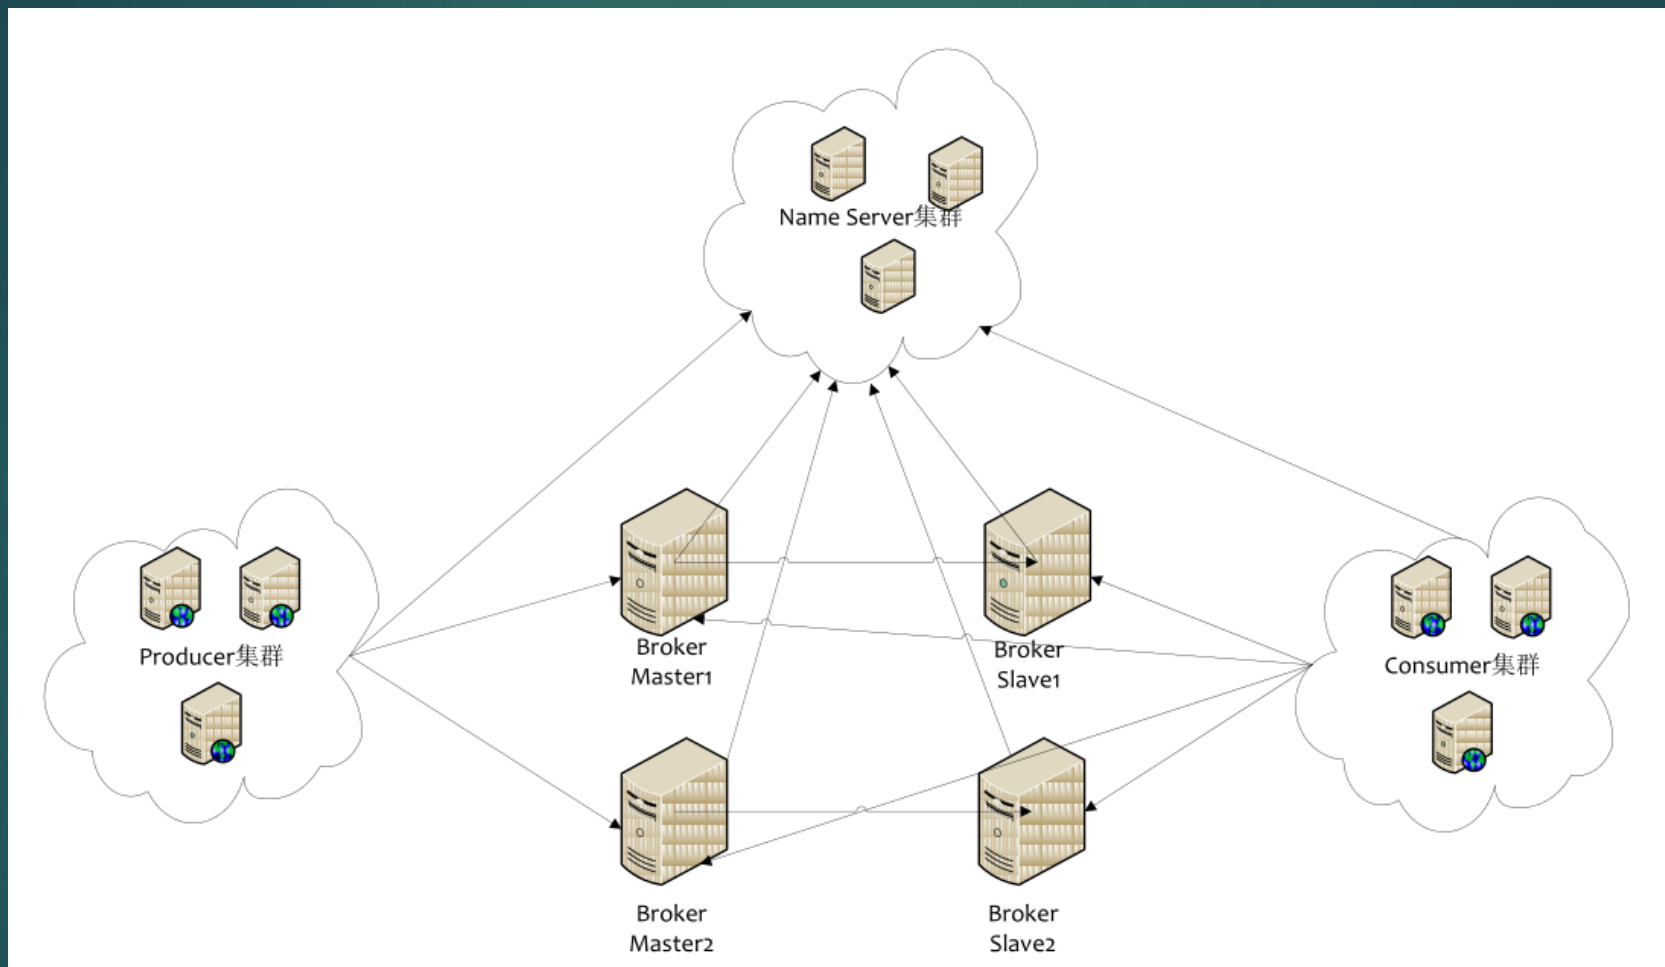 Name Server集群
Producer集群
Broker
Master1
Broker
Slave1
Consumer集群
Broker
Master2
Broker
Slave2